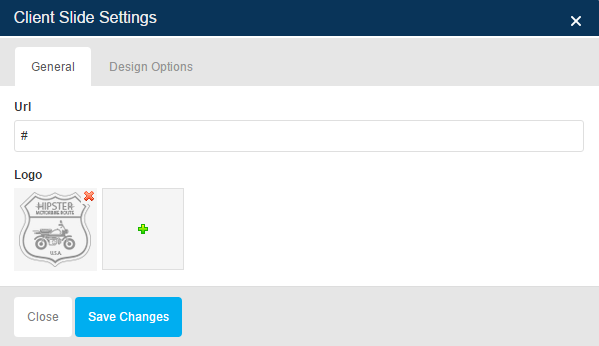 Client Slide Settings
General
Design Options
Url
#
Logo
HIPSTER
MOTORBIKE ROUTE
U.S.A
Close
Save Changes